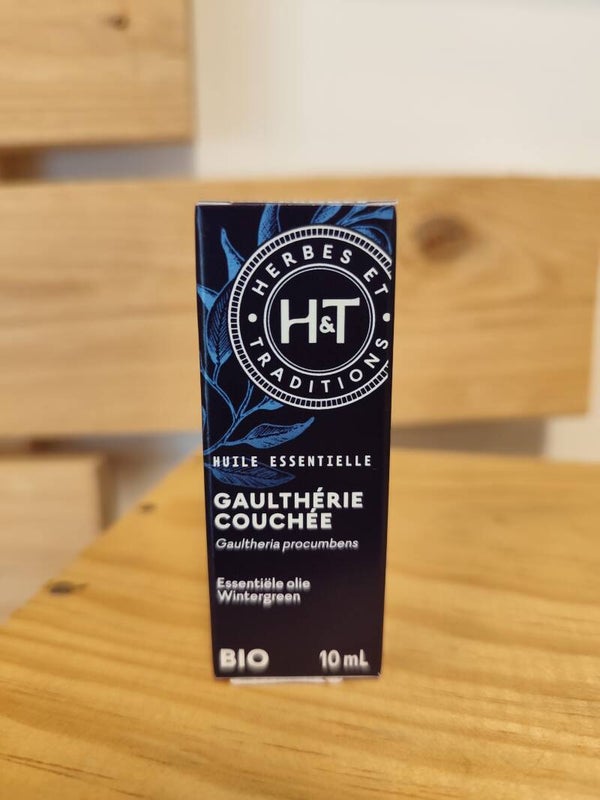 HERBES ET
H&T
TRADITIONS
HUILE ESSENTIELLE
GAULTHÉRIE
COUCHÉE
Gaultheria procumbens
Essentiële olie
Wintergreen
BIO 10 mL